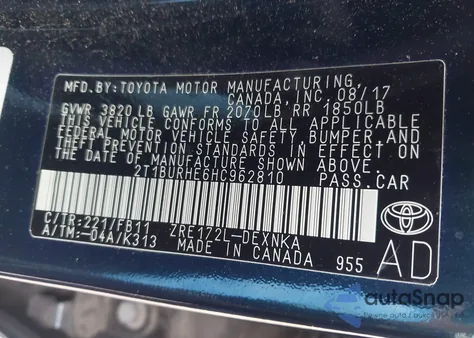 MFD.BY:TOYOTA MOTOR MANUFACTURING,
CANADA,INC. 08/17
GVWR 3820 LB GAWR FR 2070LB RR 1850LB
THIS VEHICLE CONFORMS TO ALL APPLICABLE
FEDERAL MOTOR VEHICLE SAFETY, BUMPER,AND
THEFT PREVENTION STANDARDS IN EFFECT ON
THE DATE OF MANUFACTURE SHOWN ABOVE.
2T1BURHE6HC962810 PASS.CAR
C/TR:221/FB11 ZRE172L-DEXNKA
A/TM:-04A/K313 MADE IN CANADA 955 AD
autoSnap
Pewne auto z USA